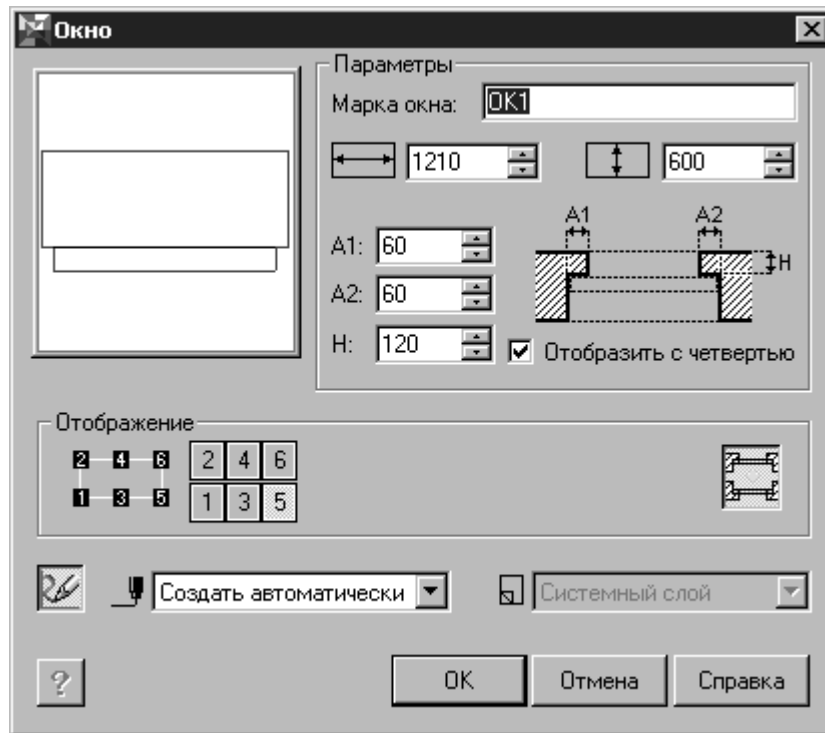 Окно
Параметры
Марка окна: ОК1
1210 600
A1 A2
A1: 60
H
A2: 60
H: 120
Отобразить с четвертью
Отображение
2 4 6 2 4 6
1 3 5 1 3 5
Создать автоматически Системный слой
? OK Отмена Справка